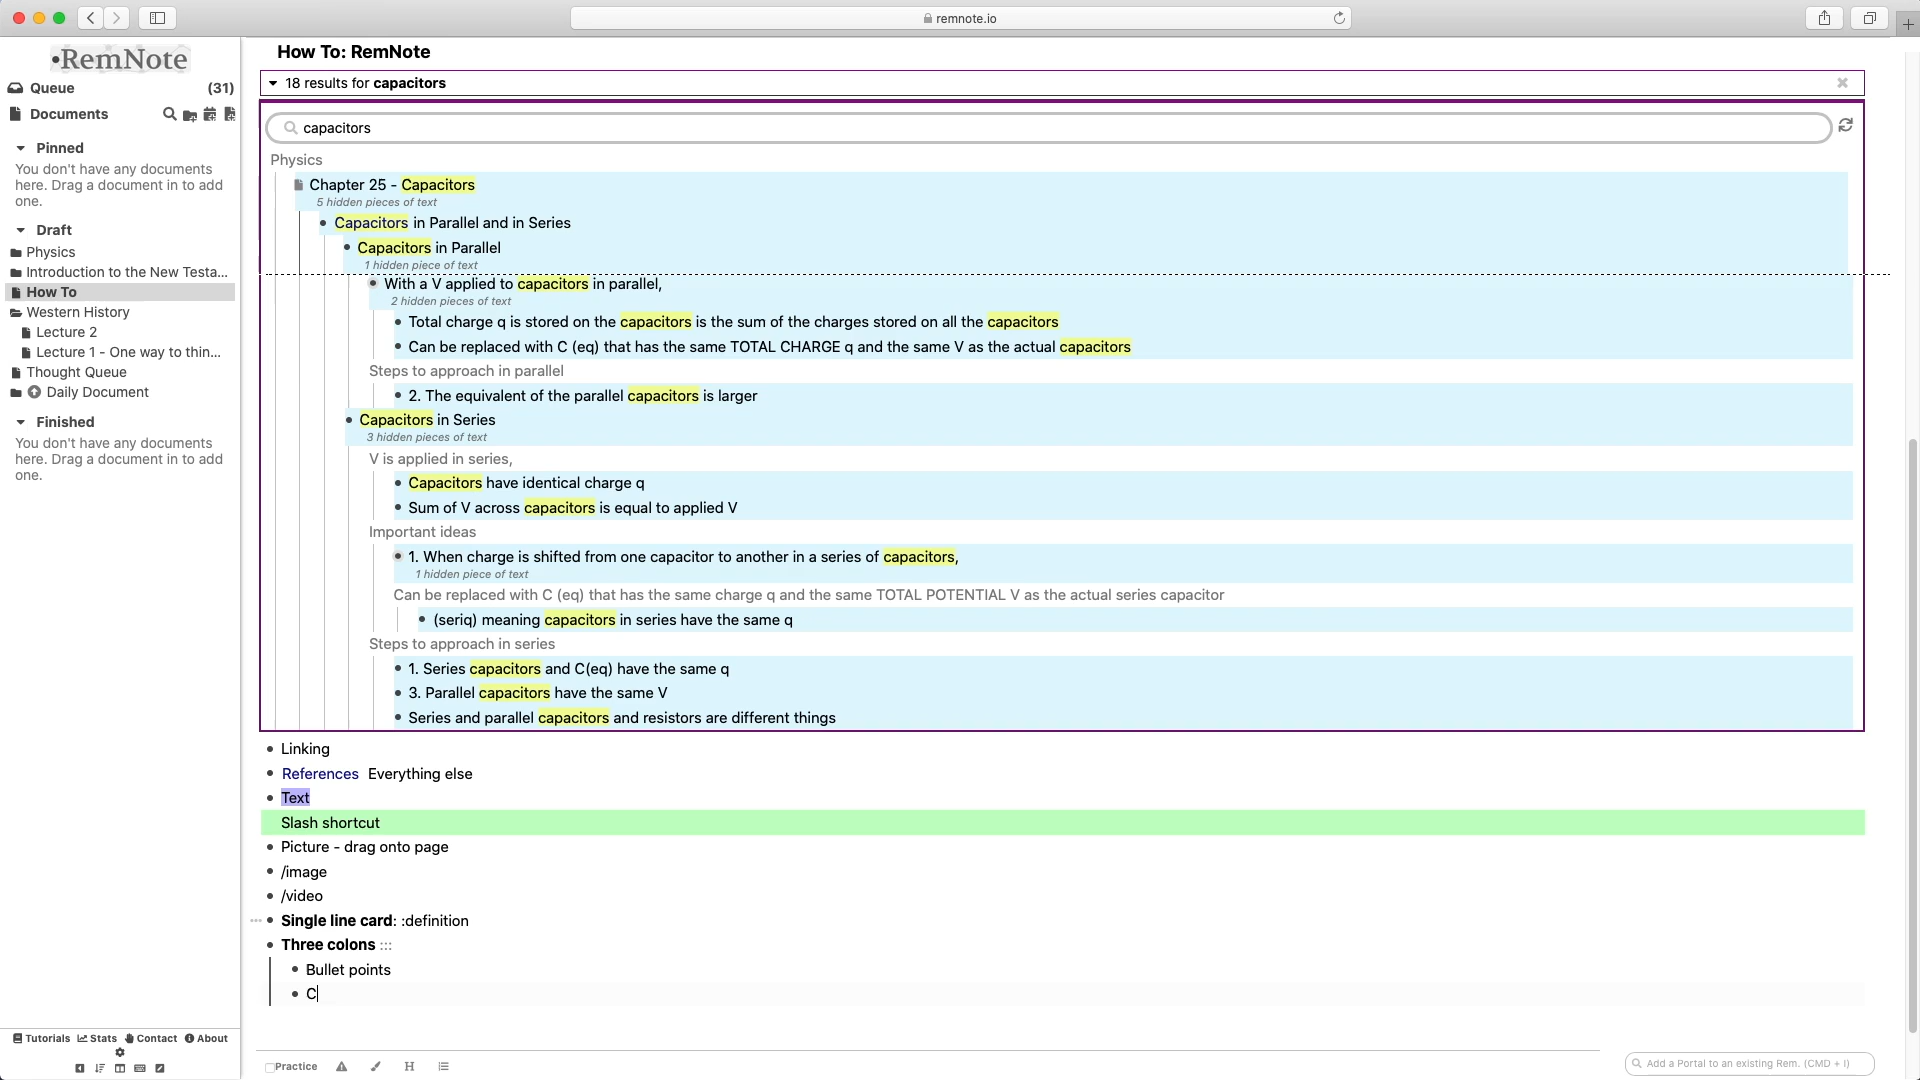 remnote.io
RemNote
Queue (31)
Documents
Pinned
You don't have any documents
here. Drag a document in to add
one.
Draft
Physics
Introduction to the New Testa...
How To
Western History
Lecture 2
Lecture 1 - One way to thin...
Thought Queue
Daily Document
Finished
You don't have any documents
here. Drag a document in to add
one.
Tutorials Stats Contact About
How To: RemNote
18 results for capacitors
capacitors
Physics
Chapter 25 - Capacitors
5 hidden pieces of text
Capacitors in Parallel and in Series
Capacitors in Parallel
1 hidden piece of text
With a V applied to capacitors in parallel,
2 hidden pieces of text
Total charge q is stored on the capacitors is the sum of the charges stored on all the capacitors
Can be replaced with C (eq) that has the same TOTAL CHARGE q and the same V as the actual capacitors
Steps to approach in parallel
2. The equivalent of the parallel capacitors is larger
Capacitors in Series
3 hidden pieces of text
V is applied in series,
Capacitors have identical charge q
Sum of V across capacitors is equal to applied V
Important ideas
1. When charge is shifted from one capacitor to another in a series of capacitors,
1 hidden piece of text
Can be replaced with C (eq) that has the same charge q and the same TOTAL POTENTIAL V as the actual series capacitor
(seriq) meaning capacitors in series have the same q
Steps to approach in series
1. Series capacitors and C(eq) have the same q
3. Parallel capacitors have the same V
Series and parallel capacitors and resistors are different things
Linking
References Everything else
Text
Slash shortcut
Picture - drag onto page
/image
/video
Single line card: :definition
Three colons :::
Bullet points
C
Practice H
Add a Portal to an existing Rem. (CMD + I)